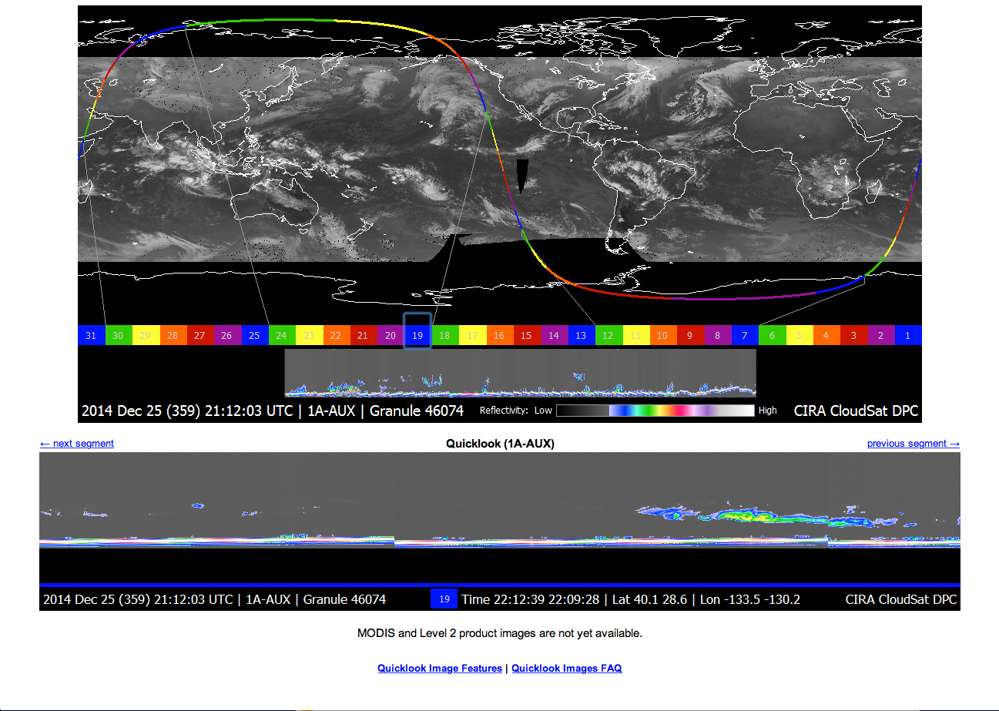 31 30 29 28 27 26 25 24 23 22 21 20 19 18 17 16 15 14 13 12 11 10 9 8 7 6 5 4 3 2 1
2014 Dec 25 (359) 21:12:03 UTC | 1A-AUX | Granule 46074 Reflectivity: Low High CIRA CloudSat DPC
← next segment Quicklook (1A-AUX) previous segment →
2014 Dec 25 (359) 21:12:03 UTC | 1A-AUX | Granule 46074 19 Time 22:12:39 22:09:28 | Lat 40.1 28.6 | Lon -133.5 -130.2 CIRA CloudSat DPC
MODIS and Level 2 product images are not yet available.
Quicklook Image Features | Quicklook Images FAQ